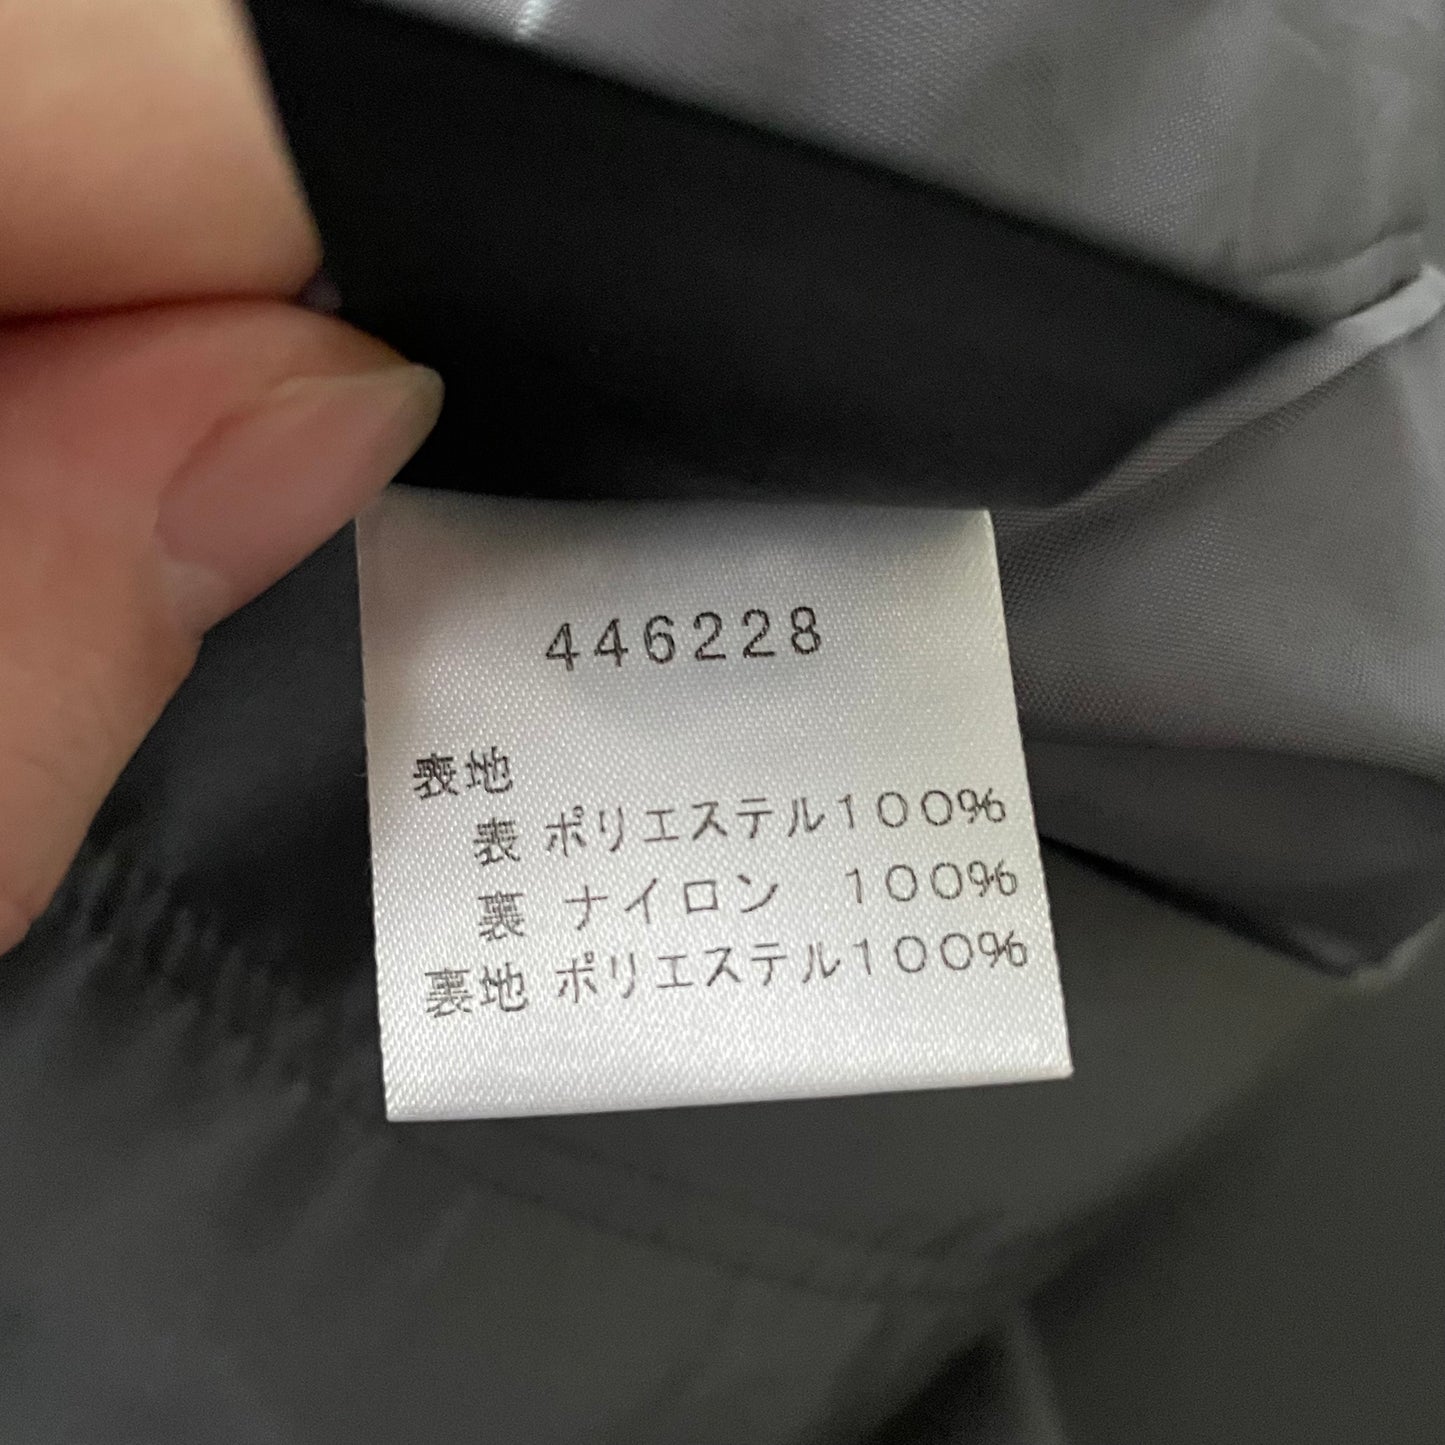 446228
表地
表 ポリエステル100%
裏 ナイロン 100%
裏地 ポリエステル100%